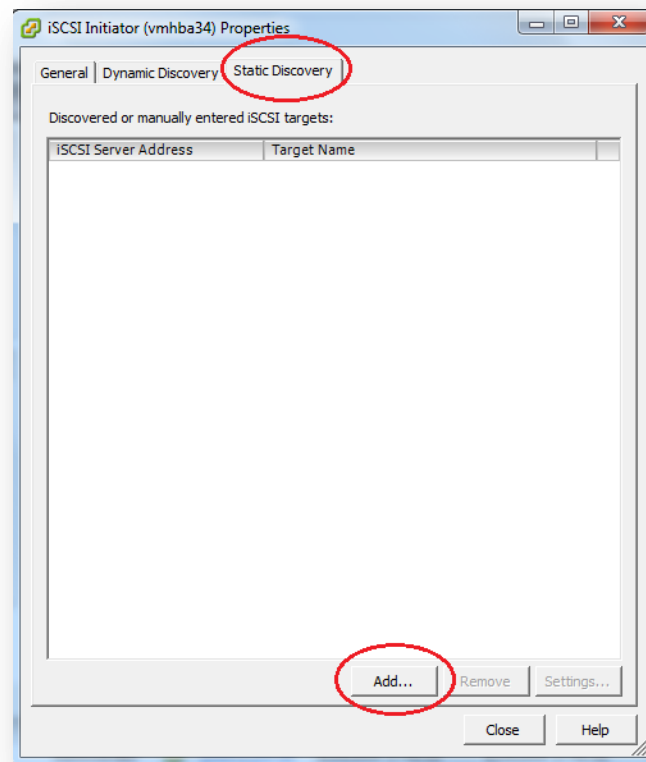 iSCSI Initiator (vmhba34) Properties
General Dynamic Discovery Static Discovery
Discovered or manually entered iSCSI targets:
iSCSI Server Address Target Name
Add... Remove Settings...
Close Help